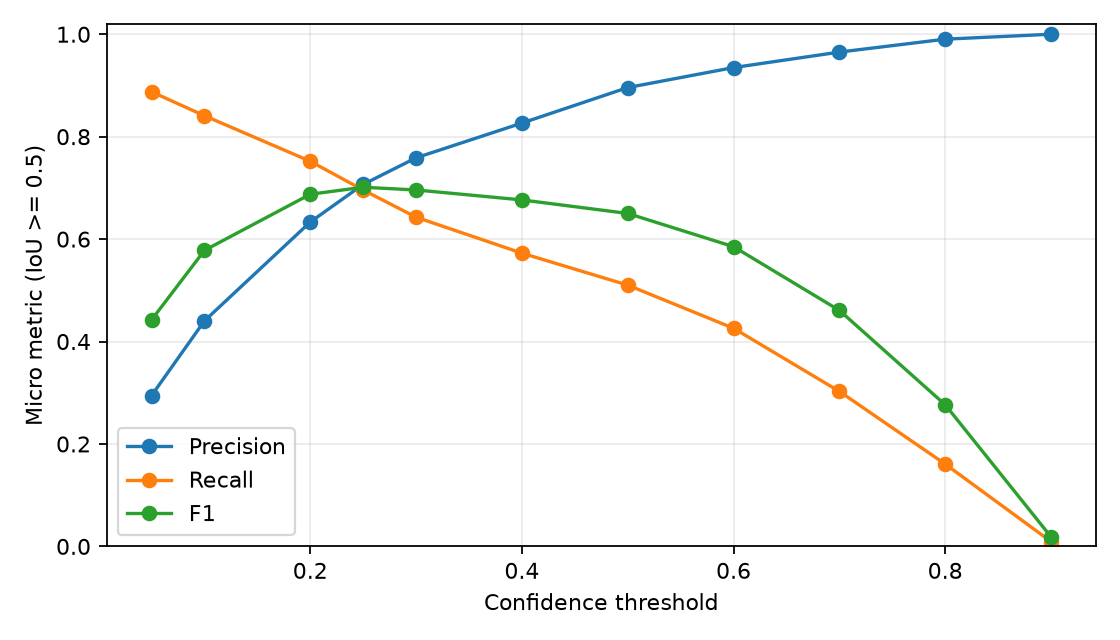 1.0
0.8
0.6
0.4
0.2
0.0
Micro metric (IoU >= 0.5)
Precision
Recall
F1
0.2 0.4 0.6 0.8
Confidence threshold